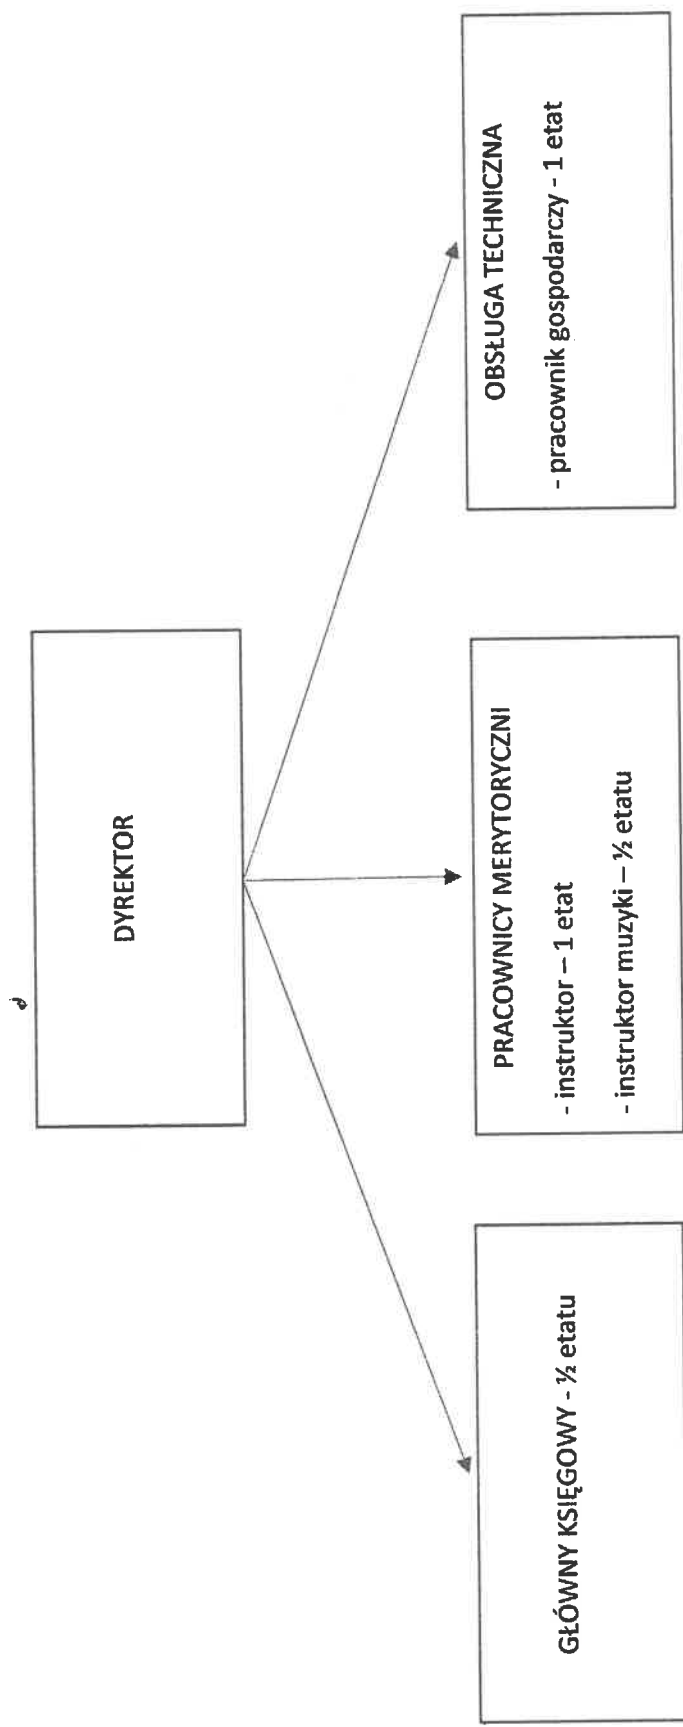 DYREKTOR
GŁÓWNY KSIĘGOWY - ½ etatu
PRACOWNICY MERYTORYCZNI
- instruktor – 1 etat
- instruktor muzyki – ½ etatu
OBSŁUGA TECHNICZNA
- pracownik gospodarczy - 1 etat